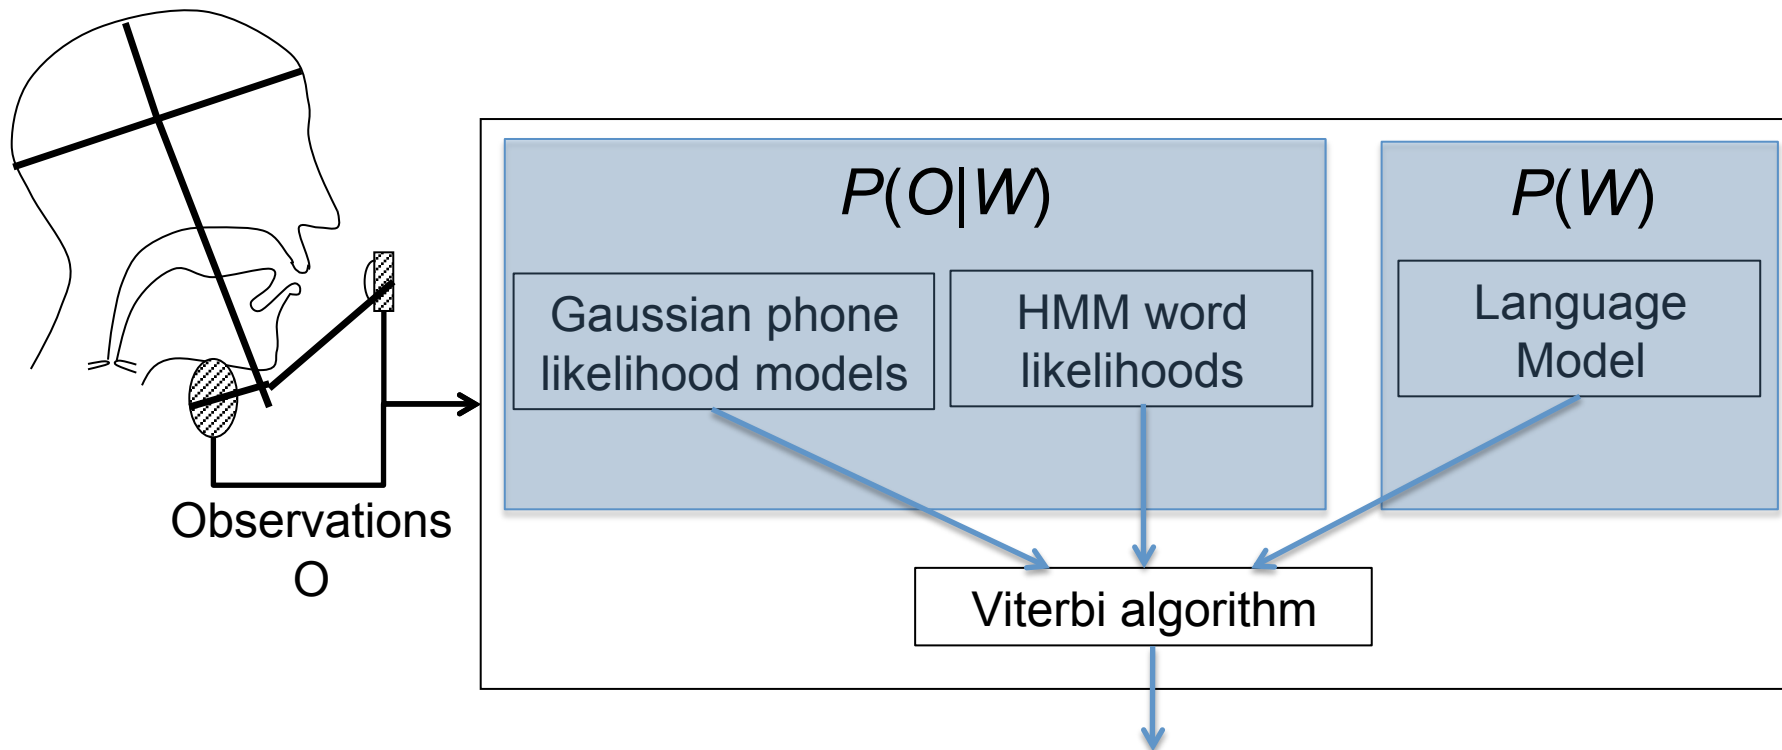 P(O|W)
P(W)
Gaussian phone
likelihood models
HMM word
likelihoods
Language
Model
Observations
O
Viterbi algorithm